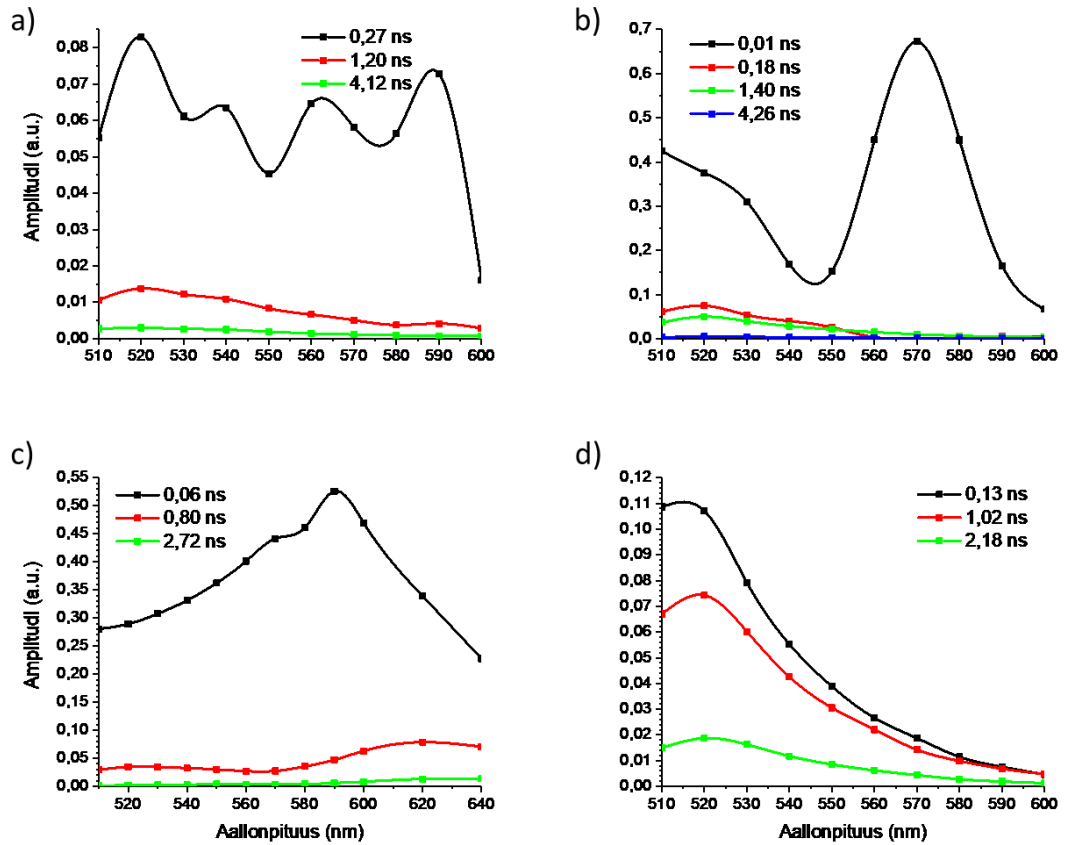 a)
0,27 ns
1,20 ns
4,12 ns
Amplitudi (a.u.)
0,08
0,07
0,06
0,05
0,04
0,03
0,02
0,01
0,00
510 520 530 540 550 560 570 580 590 600
b)
0,01 ns
0,18 ns
1,40 ns
4,26 ns
0,7
0,6
0,5
0,4
0,3
0,2
0,1
0,0
510 520 530 540 550 560 570 580 590 600
c)
0,06 ns
0,80 ns
2,72 ns
Amplitudi (a.u.)
0,55
0,50
0,45
0,40
0,35
0,30
0,25
0,20
0,15
0,10
0,05
0,00
520 540 560 580 600 620 640
Aallonpituus (nm)
d)
0,13 ns
1,02 ns
2,18 ns
0,12
0,11
0,10
0,09
0,08
0,07
0,06
0,05
0,04
0,03
0,02
0,01
0,00
510 520 530 540 550 560 570 580 590 600
Aallonpituus (nm)